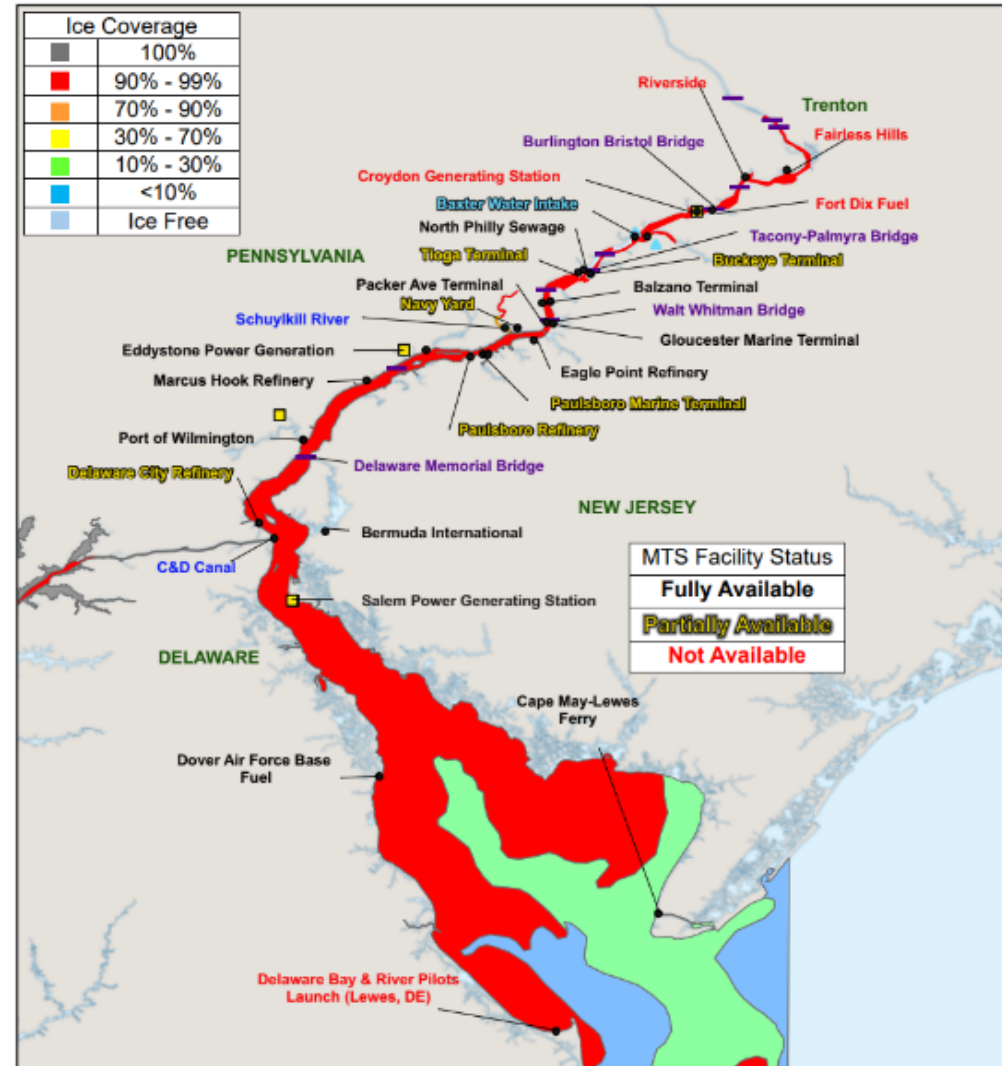 Ice Coverage
100%
90% - 99%
70% - 90%
30% - 70%
10% - 30%
<10%
Ice Free
Riverside
Trenton
Burlington Bristol Bridge
Fairless Hills
Croydon Generating Station
Baxter Water Intake
Fort Dix Fuel
North Philly Sewage
Tacony-Palmyra Bridge
PENNSYLVANIA
Tioga Terminal
Buckeye Terminal
Packer Ave Terminal
Balzano Terminal
Navy Yard
Walt Whitman Bridge
Schuylkill River
Gloucester Marine Terminal
Eddystone Power Generation
Eagle Point Refinery
Marcus Hook Refinery
Paulsboro Marine Terminal
Paulsboro Refinery
Port of Wilmington
Delaware Memorial Bridge
Delaware City Refinery
NEW JERSEY
Bermuda International
C&D Canal
MTS Facility Status
Fully Available
Partially Available
Not Available
Salem Power Generating Station
DELAWARE
Cape May-Lewes
Ferry
Dover Air Force Base
Fuel
Delaware Bay & River Pilots
Launch (Lewes, DE)